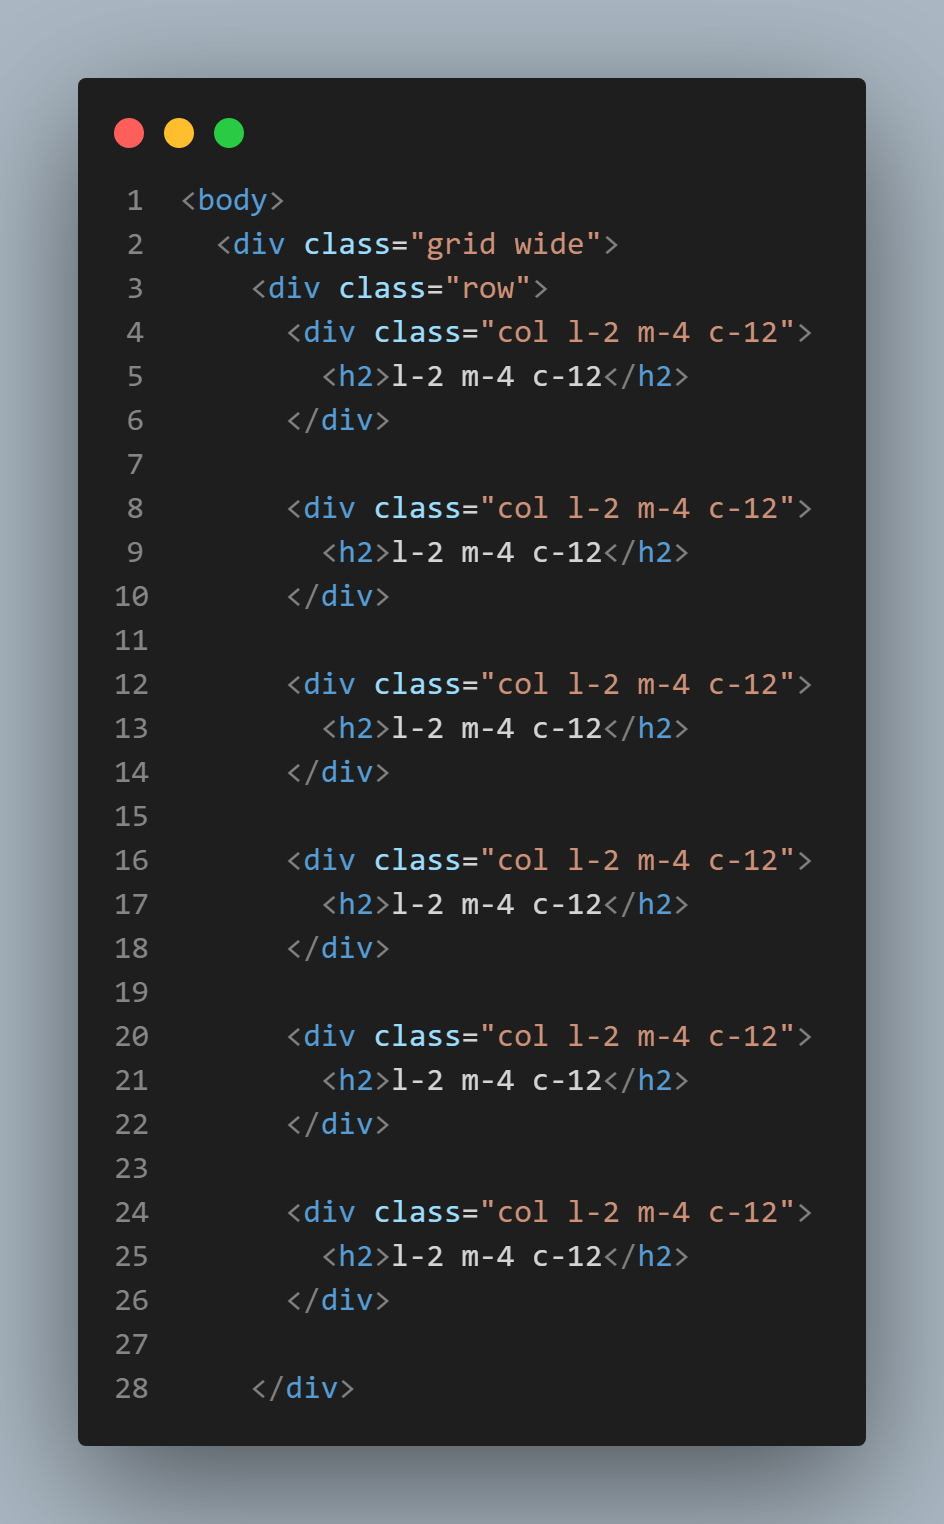 1 <body>
2   <div class="grid wide">
3     <div class="row">
4       <div class="col l-2 m-4 c-12">
5         <h2>l-2 m-4 c-12</h2>
6       </div>
7
8       <div class="col l-2 m-4 c-12">
9         <h2>l-2 m-4 c-12</h2>
10       </div>
11
12       <div class="col l-2 m-4 c-12">
13         <h2>l-2 m-4 c-12</h2>
14       </div>
15
16       <div class="col l-2 m-4 c-12">
17         <h2>l-2 m-4 c-12</h2>
18       </div>
19
20       <div class="col l-2 m-4 c-12">
21         <h2>l-2 m-4 c-12</h2>
22       </div>
23
24       <div class="col l-2 m-4 c-12">
25         <h2>l-2 m-4 c-12</h2>
26       </div>
27
28     </div>